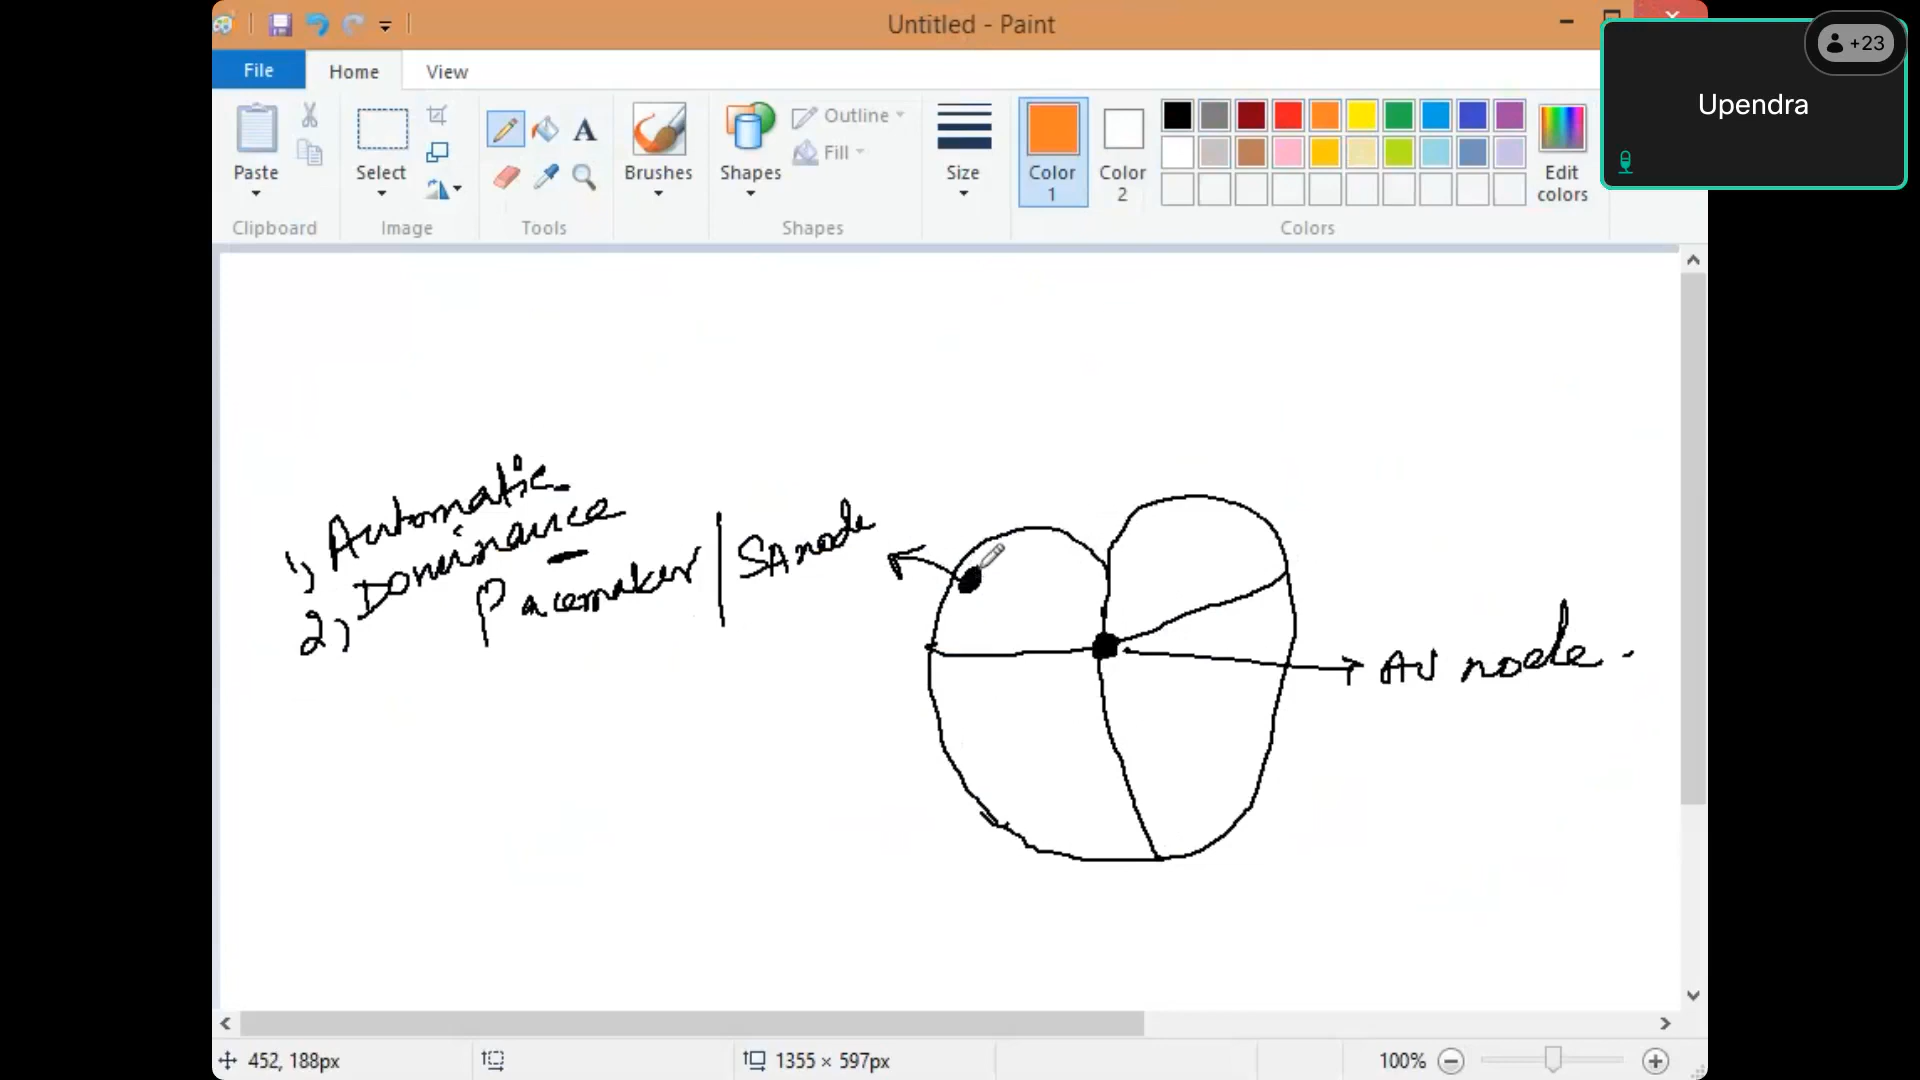 Untitled - Paint
+23
Upendra
File
Home
View
Paste
Select
Brushes
Shapes
Outline
Fill
Size
Color
1
Color
2
Edit
colors
Clipboard
Image
Tools
Shapes
Colors
1) Automatic
2) Dominance
Pacemaker / SA node
AV node.
452, 188px
1355 × 597px
100%